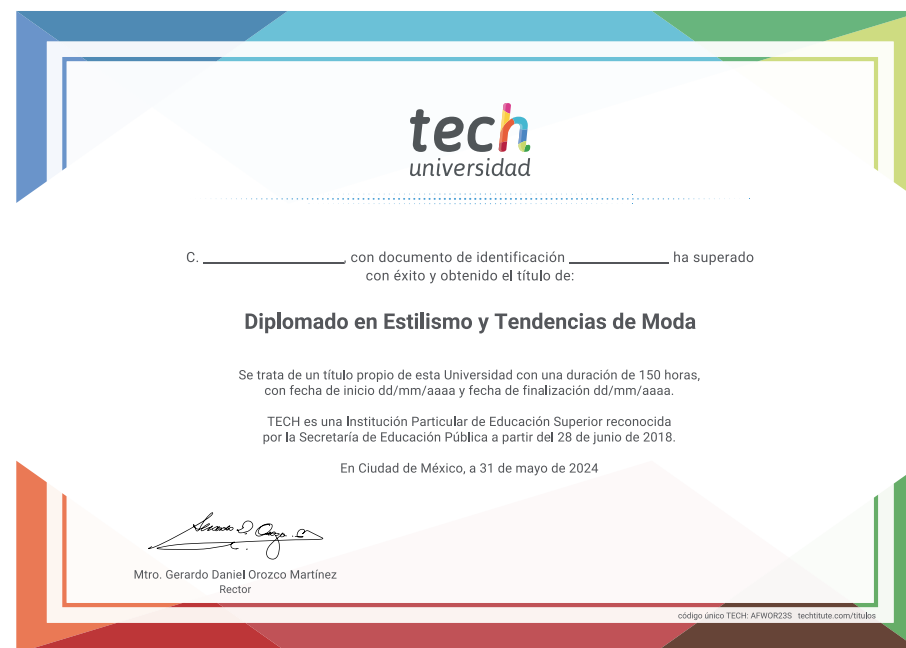 tech
universidad
C. ____________________, con documento de identificación ______________ ha superado
con éxito y obtenido el título de:
Diplomado en Estilismo y Tendencias de Moda
Se trata de un título propio de esta Universidad con una duración de 150 horas,
con fecha de inicio dd/mm/aaaa y fecha de finalización dd/mm/aaaa.
TECH es una Institución Particular de Educación Superior reconocida
por la Secretaría de Educación Pública a partir del 28 de junio de 2018.
En Ciudad de México, a 31 de mayo de 2024
Mtro. Gerardo Daniel Orozco Martínez
Rector
código único TECH: AFWOR23S techtitute.com/titulos